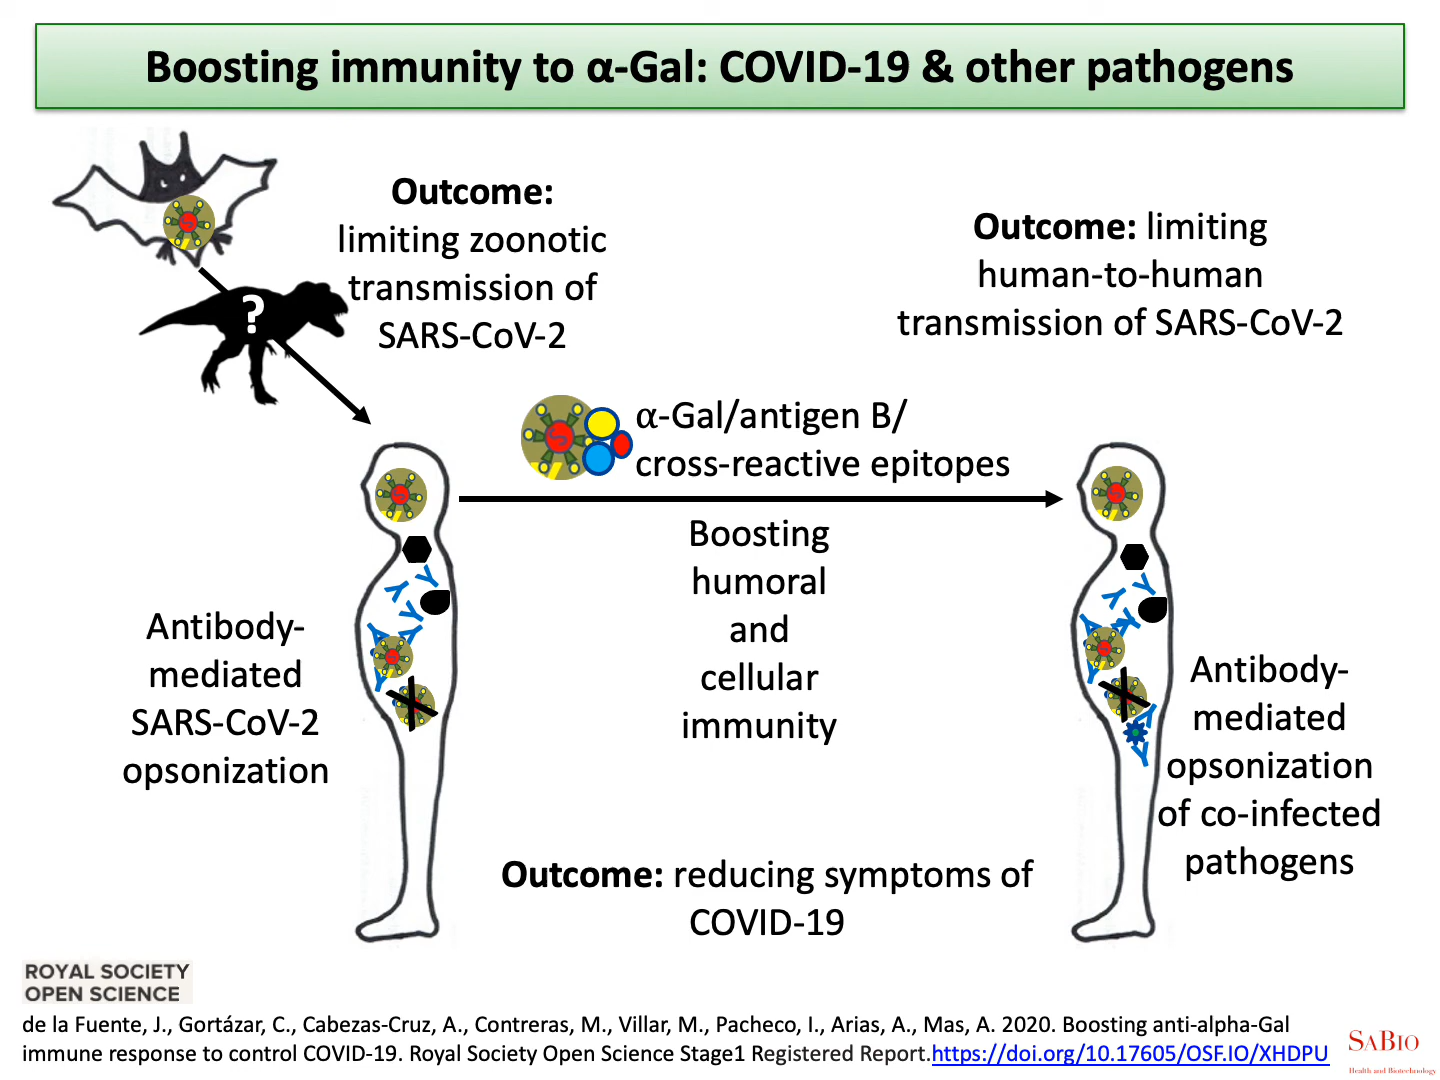 Boosting immunity to α-Gal: COVID-19 & other pathogens
Outcome:
limiting zoonotic
transmission of
SARS-CoV-2
?
Outcome: limiting
human-to-human
transmission of SARS-CoV-2
α-Gal/antigen B/
cross-reactive epitopes
Boosting
humoral
and
cellular
immunity
Antibody-
mediated
SARS-CoV-2
opsonization
Antibody-
mediated
opsonization
of co-infected
pathogens
Outcome: reducing symptoms of
COVID-19
ROYAL SOCIETY
OPEN SCIENCE
de la Fuente, J., Gortázar, C., Cabezas-Cruz, A., Contreras, M., Villar, M., Pacheco, I., Arias, A., Mas, A. 2020. Boosting anti-alpha-Gal
immune response to control COVID-19. Royal Society Open Science Stage1 Registered Report.https://doi.org/10.17605/OSF.IO/XHDPU
SABIO
Health and Biotechnology